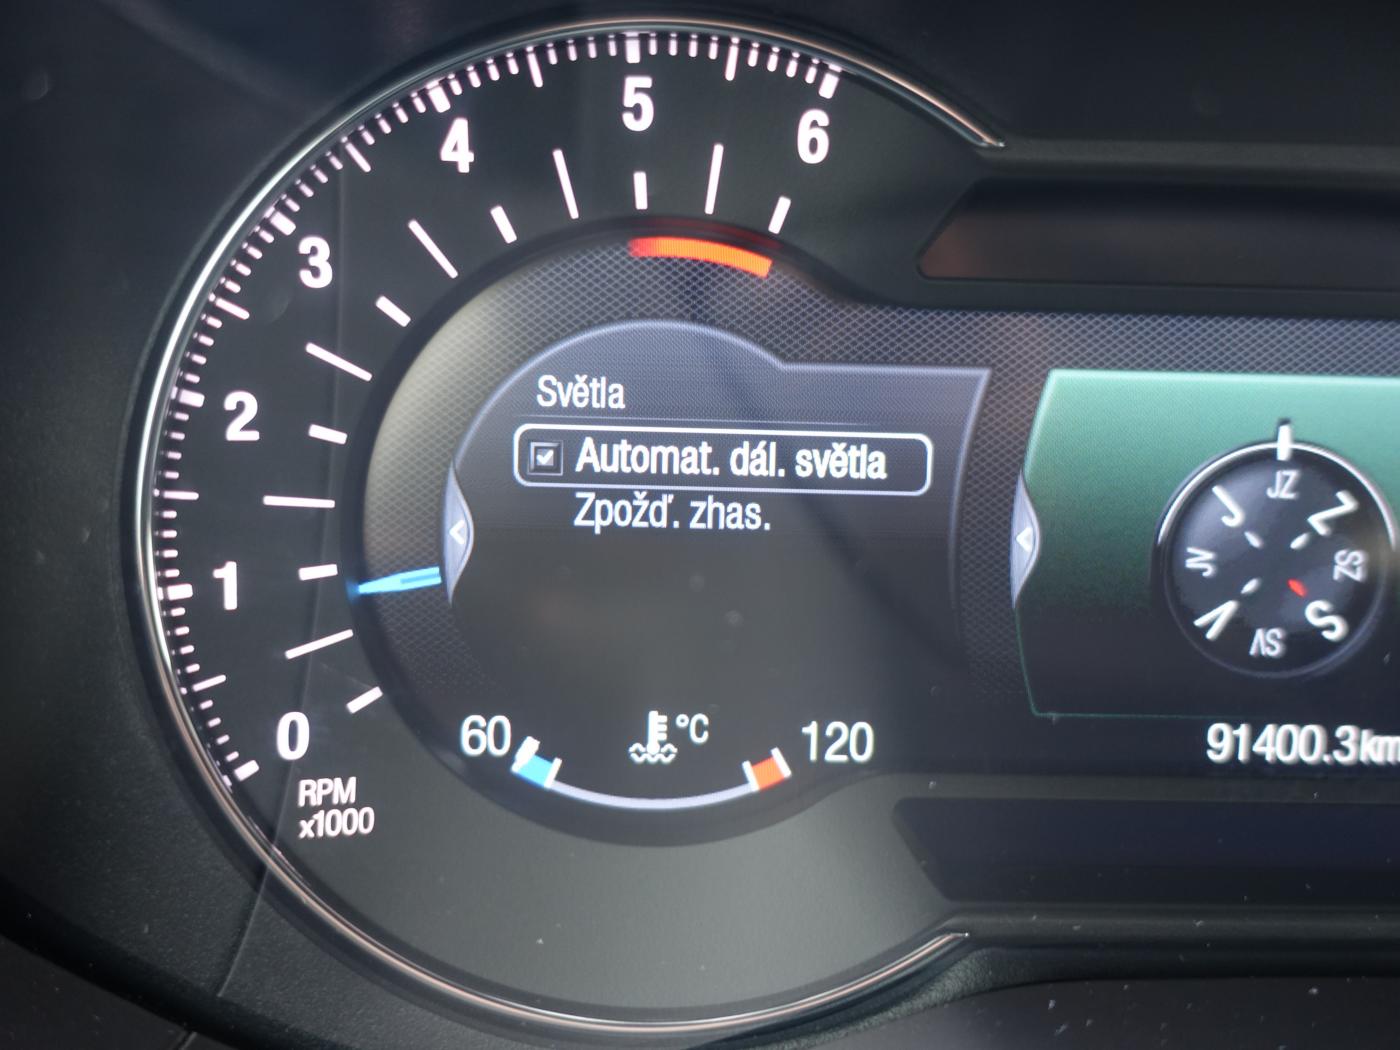 6
5
4
3
2
1
0
RPM
x1000
Světla
Automat. dál. světla
Zpožď. zhas.
60
°C
120
JZ
Z
SZ
S
SV
V
JV
J
91400.3km